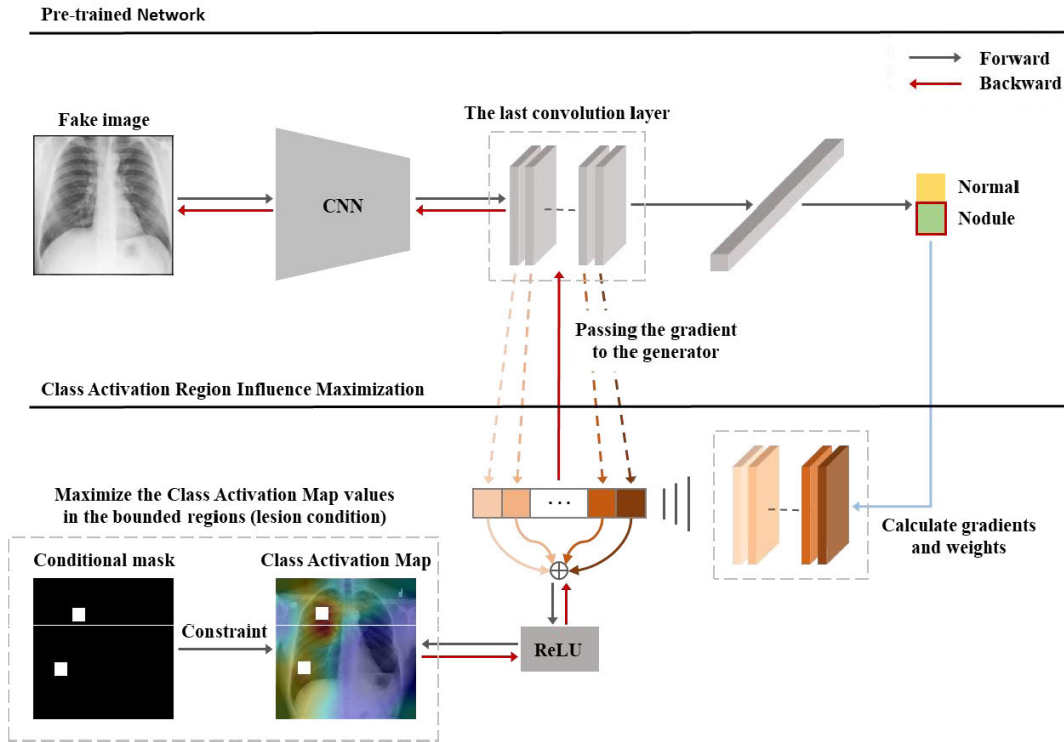 Pre-trained Network
Forward
Backward
Fake image
The last convolution layer
CNN
Normal
Nodule
Passing the gradient
to the generator
Class Activation Region Influence Maximization
Maximize the Class Activation Map values
in the bounded regions (lesion condition)
...
Calculate gradients
and weights
Conditional mask
Class Activation Map
Constraint
ReLU